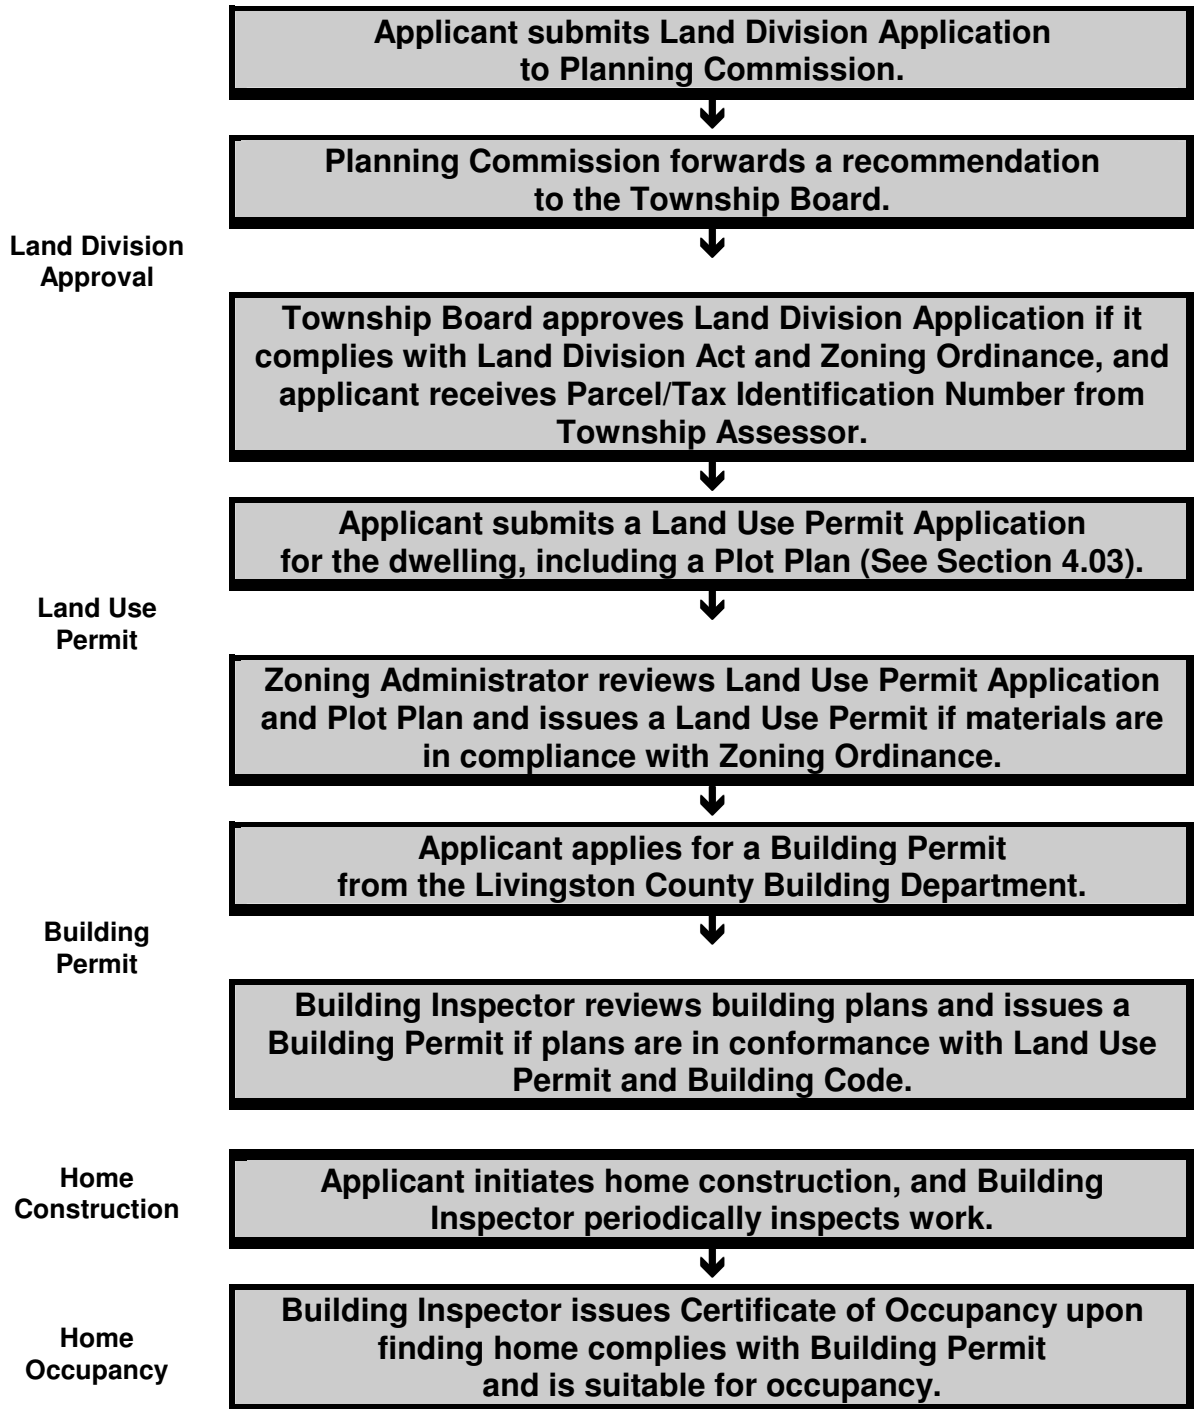 Applicant submits Land Division Application
to Planning Commission.
Planning Commission forwards a recommendation
to the Township Board.
Land Division
Approval
Township Board approves Land Division Application if it
complies with Land Division Act and Zoning Ordinance, and
applicant receives Parcel/Tax Identification Number from
Township Assessor.
Applicant submits a Land Use Permit Application
for the dwelling, including a Plot Plan (See Section 4.03).
Land Use
Permit
Zoning Administrator reviews Land Use Permit Application
and Plot Plan and issues a Land Use Permit if materials are
in compliance with Zoning Ordinance.
Applicant applies for a Building Permit
from the Livingston County Building Department.
Building
Permit
Building Inspector reviews building plans and issues a
Building Permit if plans are in conformance with Land Use
Permit and Building Code.
Home
Construction
Applicant initiates home construction, and Building
Inspector periodically inspects work.
Home
Occupancy
Building Inspector issues Certificate of Occupancy upon
finding home complies with Building Permit
and is suitable for occupancy.